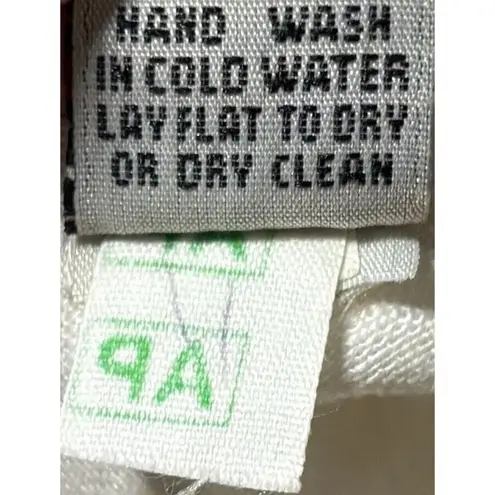 HAND WASH
IN COLD WATER
LAY FLAT TO DRY
OR DRY CLEAN
AP